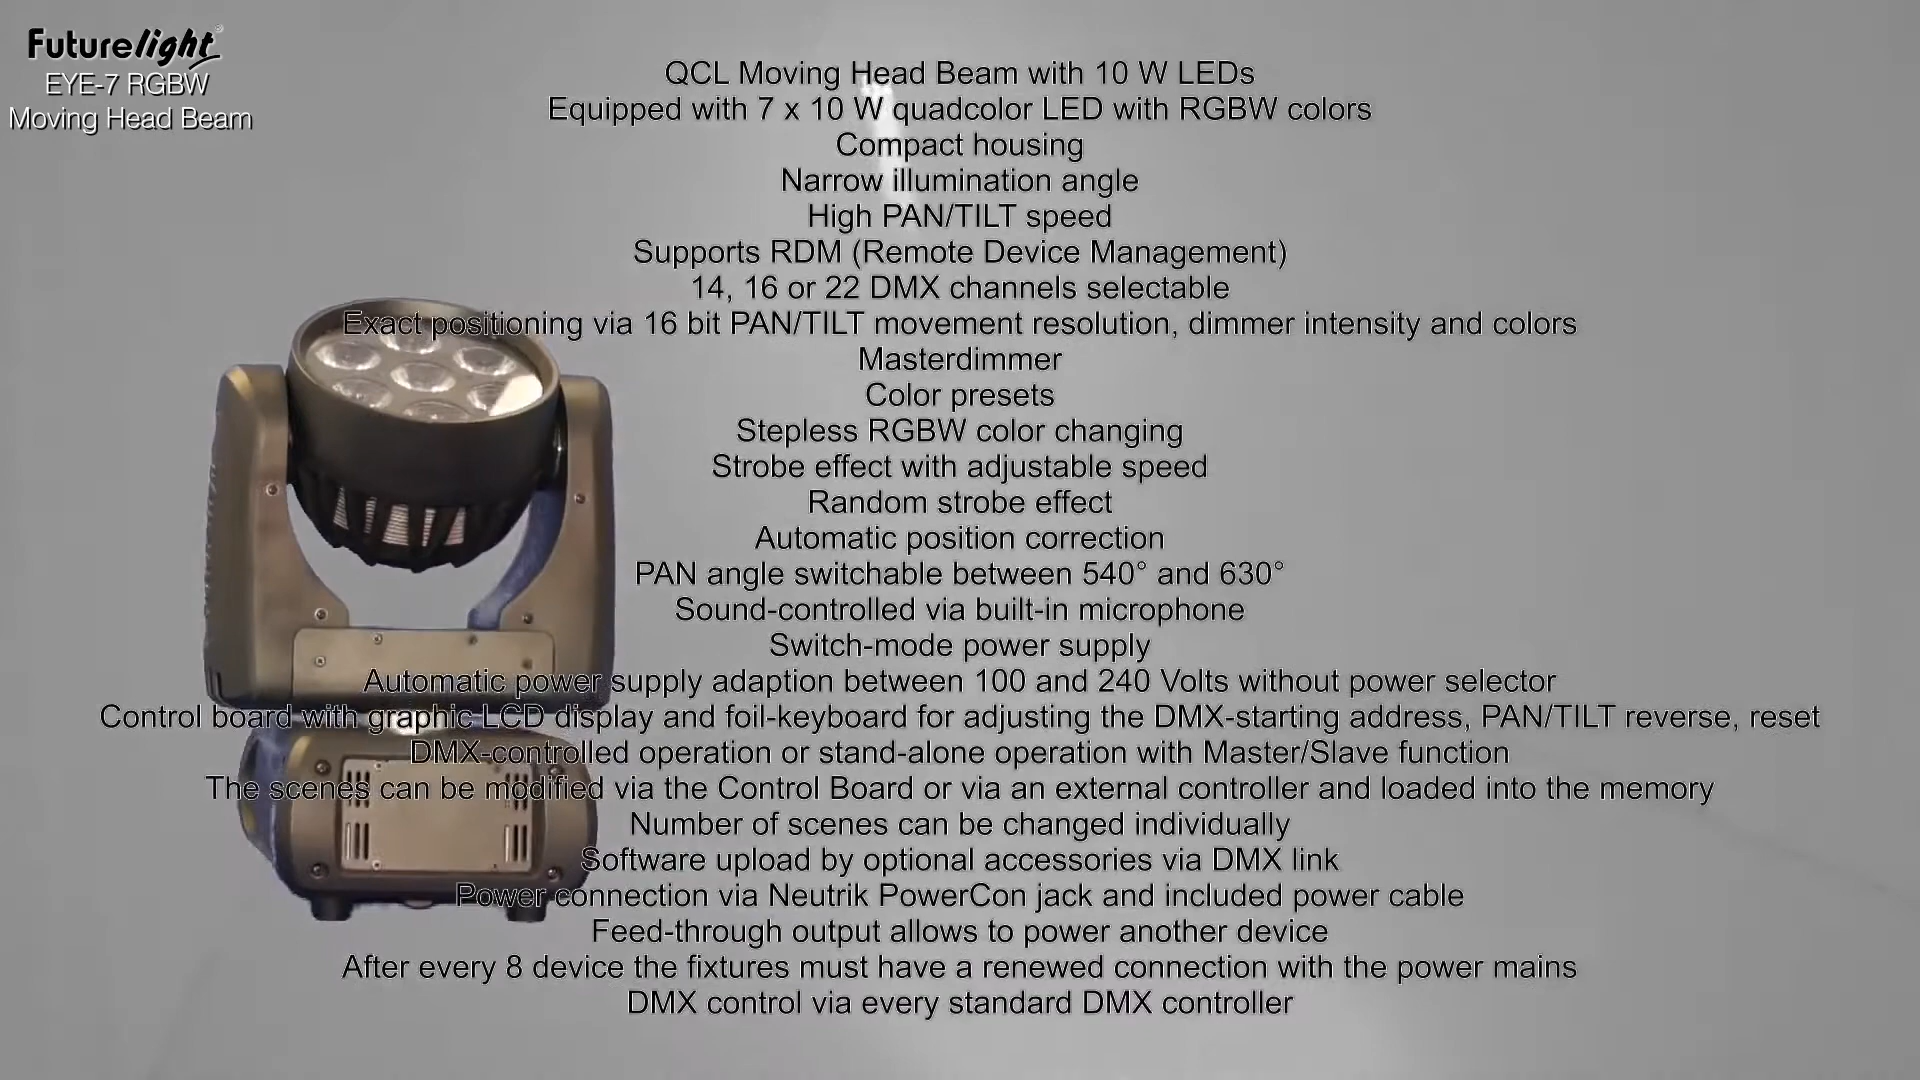 Futurelight
EYE-7 RGBW
Moving Head Beam
QCL Moving Head Beam with 10 W LEDs
Equipped with 7 x 10 W quadcolor LED with RGBW colors
Compact housing
Narrow illumination angle
High PAN/TILT speed
Supports RDM (Remote Device Management)
14, 16 or 22 DMX channels selectable
Exact positioning via 16 bit PAN/TILT movement resolution, dimmer intensity and colors
Masterdimmer
Color presets
Stepless RGBW color changing
Strobe effect with adjustable speed
Random strobe effect
Automatic position correction
PAN angle switchable between 540° and 630°
Sound-controlled via built-in microphone
Switch-mode power supply
Automatic power supply adaption between 100 and 240 Volts without power selector
Control board with graphic LCD display and foil-keyboard for adjusting the DMX-starting address, PAN/TILT reverse, reset
DMX-controlled operation or stand-alone operation with Master/Slave function
The scenes can be modified via the Control Board or via an external controller and loaded into the memory
Number of scenes can be changed individually
Software upload by optional accessories via DMX link
Power connection via Neutrik PowerCon jack and included power cable
Feed-through output allows to power another device
After every 8 device the fixtures must have a renewed connection with the power mains
DMX control via every standard DMX controller